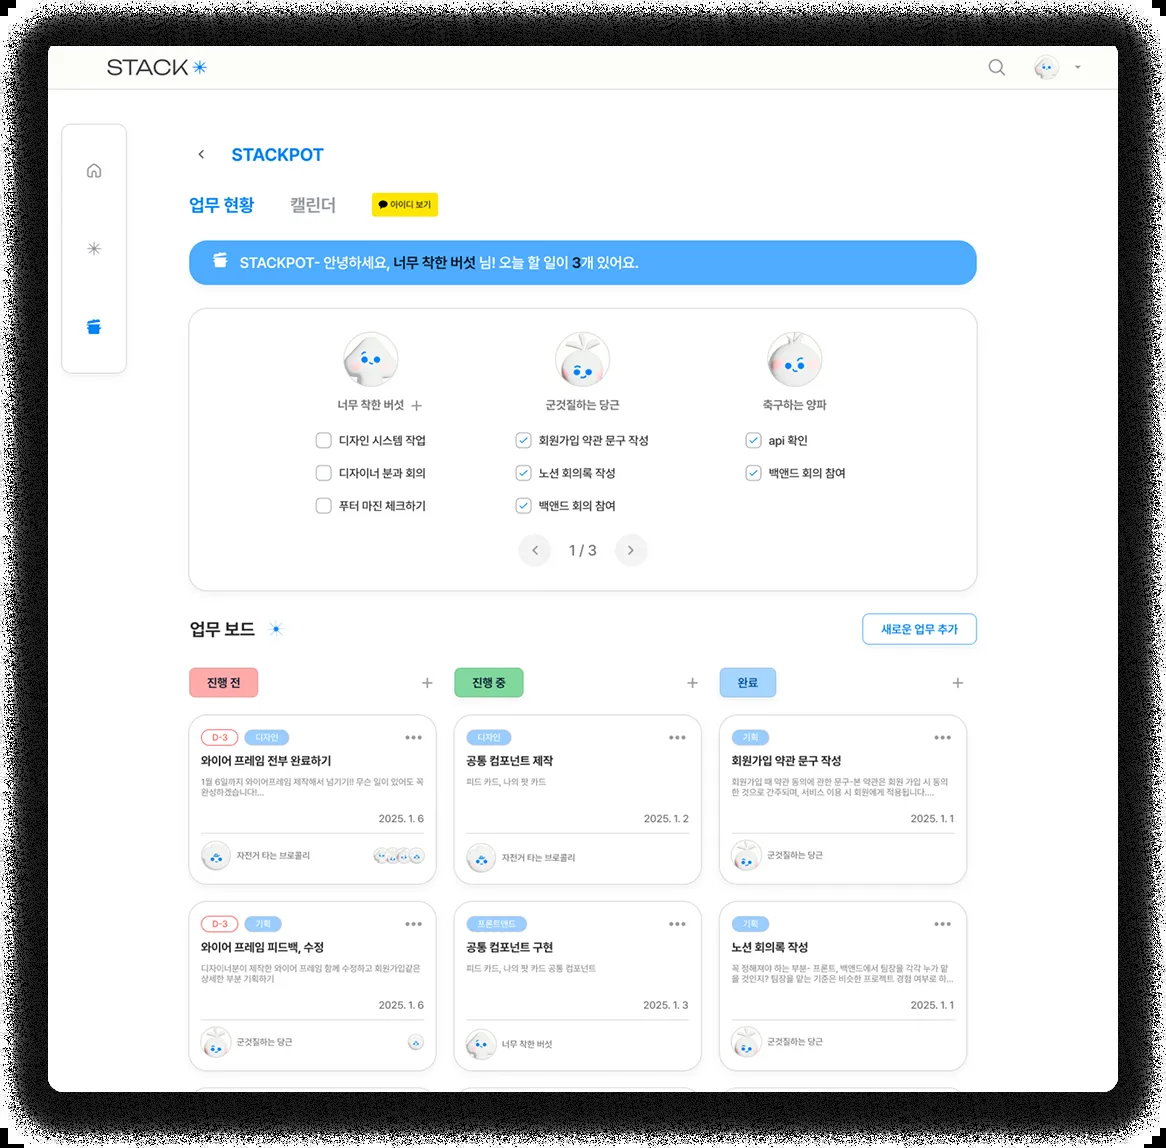 STACK
STACKPOT
업무 현황 캘린더 아이디 보기
STACKPOT- 안녕하세요, 너무 착한 버섯 님! 오늘 할 일이 3개 있어요.
너무 착한 버섯 군것질하는 당근 축구하는 양파
디자인 시스템 작업 회원가입 약관 문구 작성 api 확인
디자이너 분과 회의 노션 회의록 작성 백앤드 회의 참여
푸터 마진 체크하기 백앤드 회의 참여
1 / 3
업무 보드 새로운 업무 추가
진행 전
D-3 디자인
와이어 프레임 전부 완료하기
1월 6일까지 와이어프레임 제작해서 넘기기!! 무슨 일이 있어도 꼭
완성하겠습니다!...
2025. 1. 6
자전거 타는 브로콜리
D-3 기획
와이어 프레임 피드백, 수정
디자이너분이 제작한 와이어 프레임 함께 수정하고 회원가입같은
상세한 부분 기획하기
2025. 1. 6
군것질하는 당근
진행 중
디자인
공통 컴포넌트 제작
피드 카드, 나의 팟 카드
2025. 1. 2
자전거 타는 브로콜리
프론트엔드
공통 컴포넌트 구현
피드 카드, 나의 팟 카드 공통 컴포넌트
2025. 1. 3
너무 착한 버섯
완료
기획
회원가입 약관 문구 작성
회원가입 때 약관 동의에 관한 문구-본 약관은 회원 가입 시 동의
한 것으로 간주되며, 서비스 이용 시 회원에게 적용됩니다....
2025. 1. 1
군것질하는 당근
기획
노션 회의록 작성
꼭 정해져야 하는 부분- 프론트, 백앤드에서 팀장을 각각 누가 맡
을 것인지? 팀장을 맡는 기준은 비슷한 프로젝트 경험 여부로 하...
2025. 1. 1
군것질하는 당근